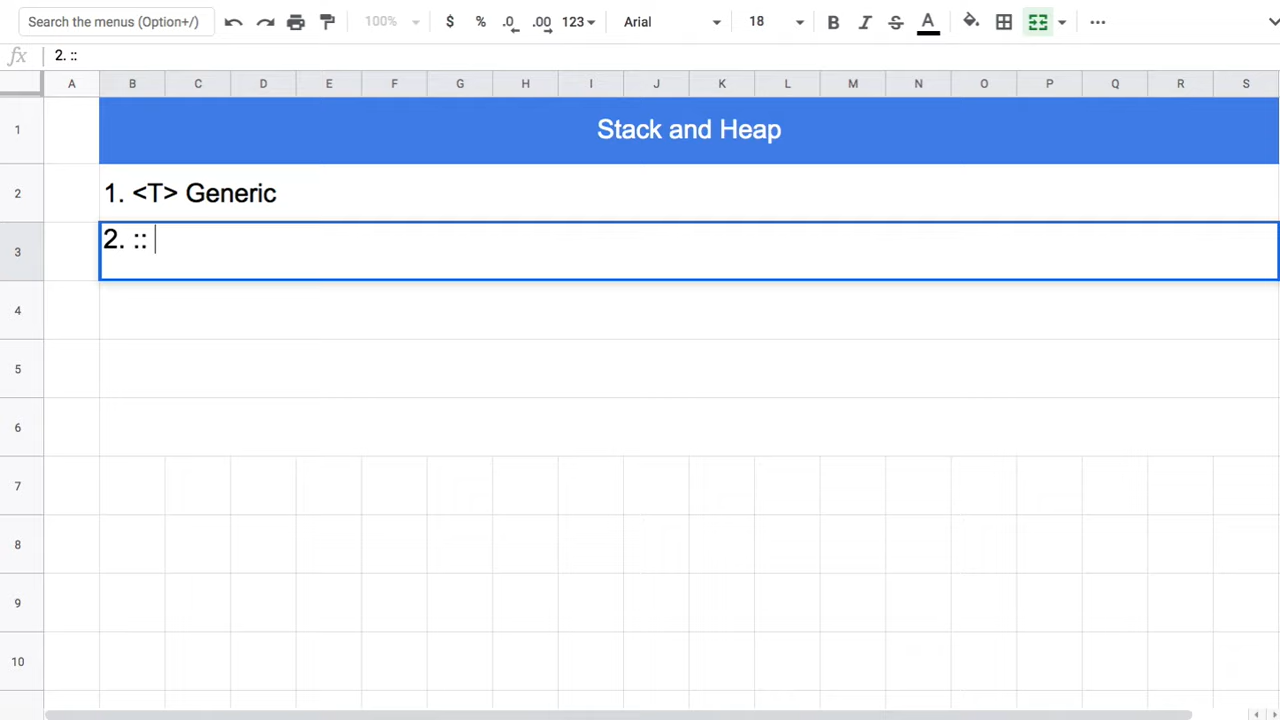 Search the menus (Option+/) 100% $ % .0 .00 123 Arial 18 B I S A
fx 2. ::
A B C D E F G H I J K L M N O P Q R S
1 Stack and Heap
2 1. <T> Generic
3 2. ::
4
5
6
7
8
9
10